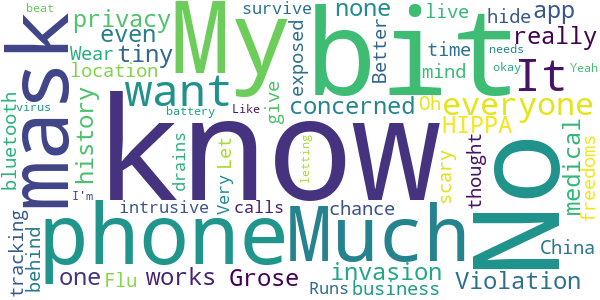 beat
survive
none
live
hide
app
privacy
My
bit
even
Wear
tiny
exposed
Better
time
really
location
want
It
mind
needs
okay
Yeah
mask
bluetooth
history
know
virus
battery
Like
give
concerned
Oh
everyone
HIPPA
drains
Let
I'm
Very
letting
scary
thought
No
medical
freedoms
intrusive
calls
chance
tracking
behind
phone
Much
China
one
Flu
works
Grose
invasion
Runs
business
Violation